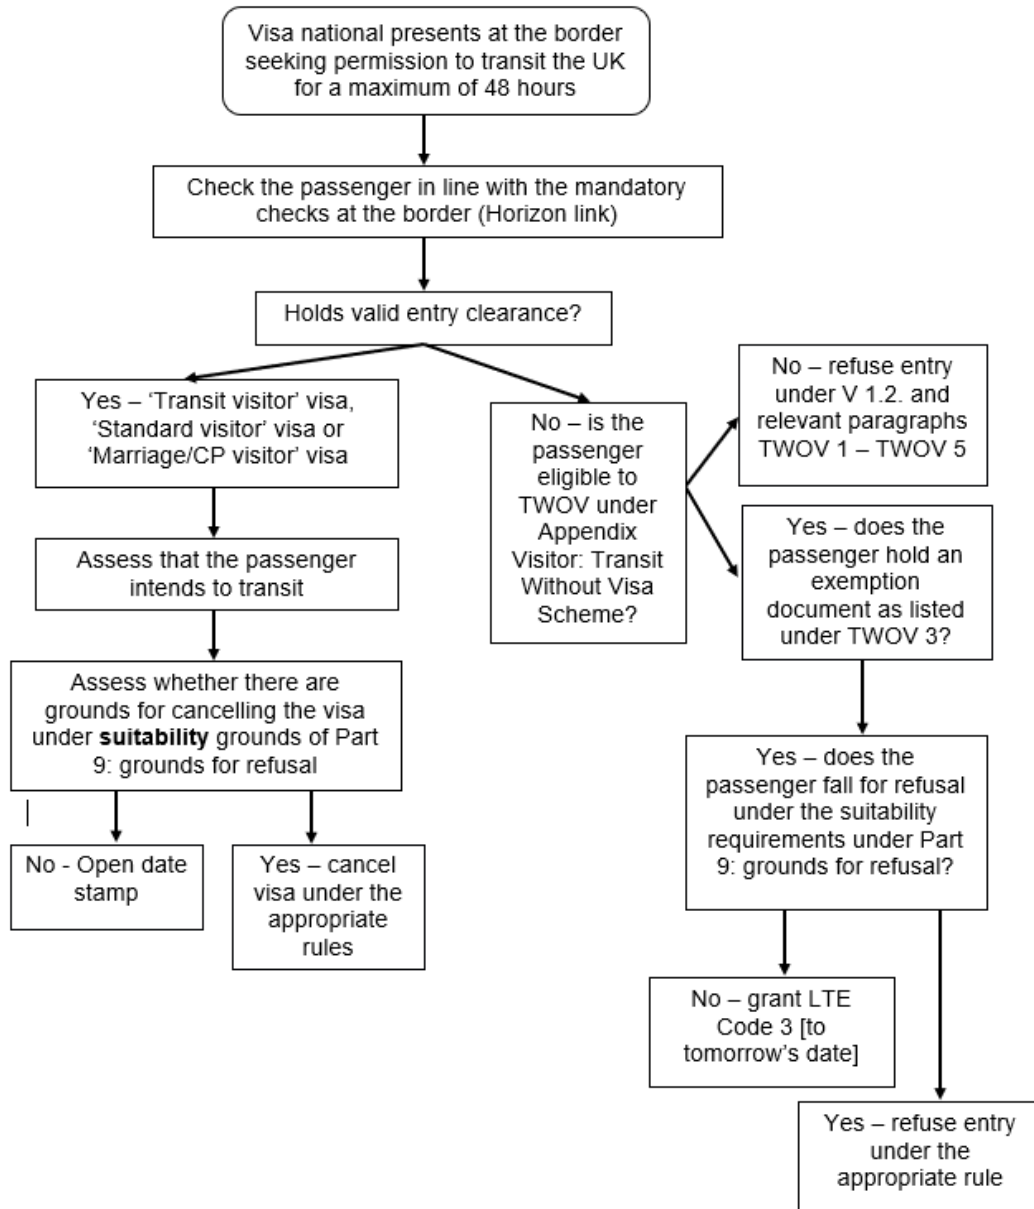 Visa national presents at the border
seeking permission to transit the UK
for a maximum of 48 hours
Check the passenger in line with the mandatory
checks at the border (Horizon link)
Holds valid entry clearance?
Yes – ‘Transit visitor’ visa,
‘Standard visitor’ visa or
‘Marriage/CP visitor’ visa
No – is the
passenger
eligible to
TWOV under
Appendix
Visitor: Transit
Without Visa
Scheme?
No – refuse entry
under V 1.2. and
relevant paragraphs
TWOV 1 – TWOV 5
Yes – does the
passenger hold an
exemption
document as listed
under TWOV 3?
Assess that the passenger
intends to transit
Assess whether there are
grounds for cancelling the visa
under suitability grounds of Part
9: grounds for refusal
No - Open date
stamp
Yes – cancel
visa under the
appropriate
rules
Yes – does the
passenger fall for refusal
under the suitability
requirements under Part
9: grounds for refusal?
No – grant LTE
Code 3 [to
tomorrow’s date]
Yes – refuse entry
under the
appropriate rule